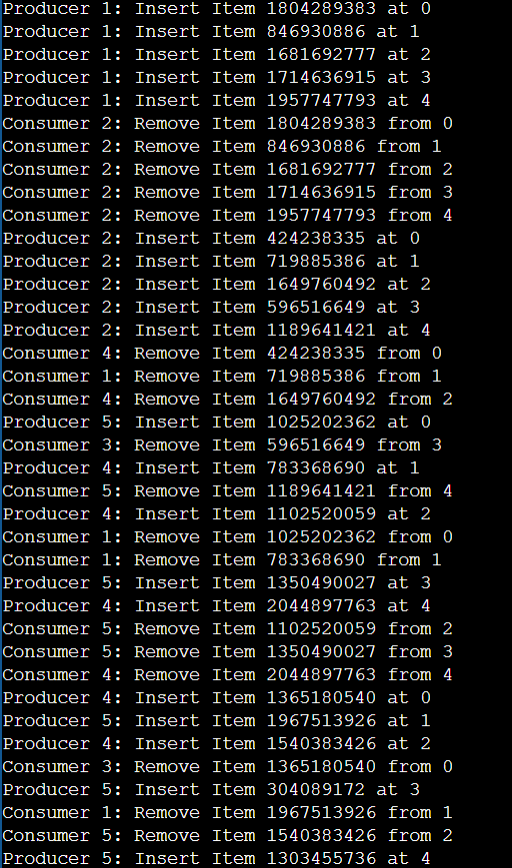 Producer 1: Insert Item 1804289383 at 0
Producer 1: Insert Item 846930886 at 1
Producer 1: Insert Item 1681692777 at 2
Producer 1: Insert Item 1714636915 at 3
Producer 1: Insert Item 1957747793 at 4
Consumer 2: Remove Item 1804289383 from 0
Consumer 2: Remove Item 846930886 from 1
Consumer 2: Remove Item 1681692777 from 2
Consumer 2: Remove Item 1714636915 from 3
Consumer 2: Remove Item 1957747793 from 4
Producer 2: Insert Item 424238335 at 0
Producer 2: Insert Item 719885386 at 1
Producer 2: Insert Item 1649760492 at 2
Producer 2: Insert Item 596516649 at 3
Producer 2: Insert Item 1189641421 at 4
Consumer 4: Remove Item 424238335 from 0
Consumer 1: Remove Item 719885386 from 1
Consumer 4: Remove Item 1649760492 from 2
Producer 5: Insert Item 1025202362 at 0
Consumer 3: Remove Item 596516649 from 3
Producer 4: Insert Item 783368690 at 1
Consumer 5: Remove Item 1189641421 from 4
Producer 4: Insert Item 1102520059 at 2
Consumer 1: Remove Item 1025202362 from 0
Consumer 1: Remove Item 783368690 from 1
Producer 5: Insert Item 1350490027 at 3
Producer 4: Insert Item 2044897763 at 4
Consumer 5: Remove Item 1102520059 from 2
Consumer 5: Remove Item 1350490027 from 3
Consumer 4: Remove Item 2044897763 from 4
Producer 4: Insert Item 1365180540 at 0
Producer 5: Insert Item 1967513926 at 1
Producer 4: Insert Item 1540383426 at 2
Consumer 3: Remove Item 1365180540 from 0
Producer 5: Insert Item 304089172 at 3
Consumer 1: Remove Item 1967513926 from 1
Consumer 5: Remove Item 1540383426 from 2
Producer 5: Insert Item 1303455736 at 4